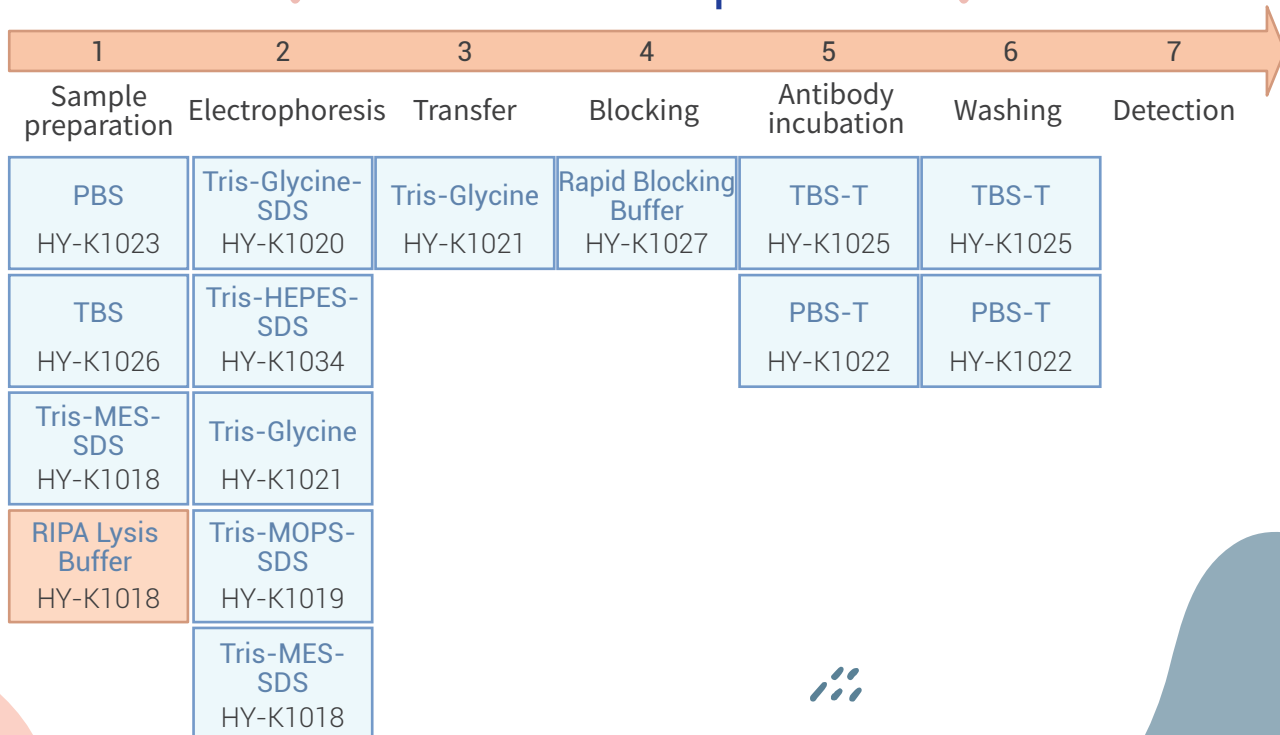 1 2 3 4 5 6 7
Sample
preparation
Electrophoresis
Transfer
Blocking
Antibody
incubation
Washing
Detection
PBS
HY-K1023
Tris-Glycine-
SDS
HY-K1020
Tris-Glycine
HY-K1021
Rapid Blocking
Buffer
HY-K1027
TBS-T
HY-K1025
TBS-T
HY-K1025
TBS
HY-K1026
Tris-HEPES-
SDS
HY-K1034
PBS-T
HY-K1022
PBS-T
HY-K1022
Tris-MES-
SDS
HY-K1018
Tris-Glycine
HY-K1021
RIPA Lysis
Buffer
HY-K1018
Tris-MOPS-
SDS
HY-K1019
Tris-MES-
SDS
HY-K1018